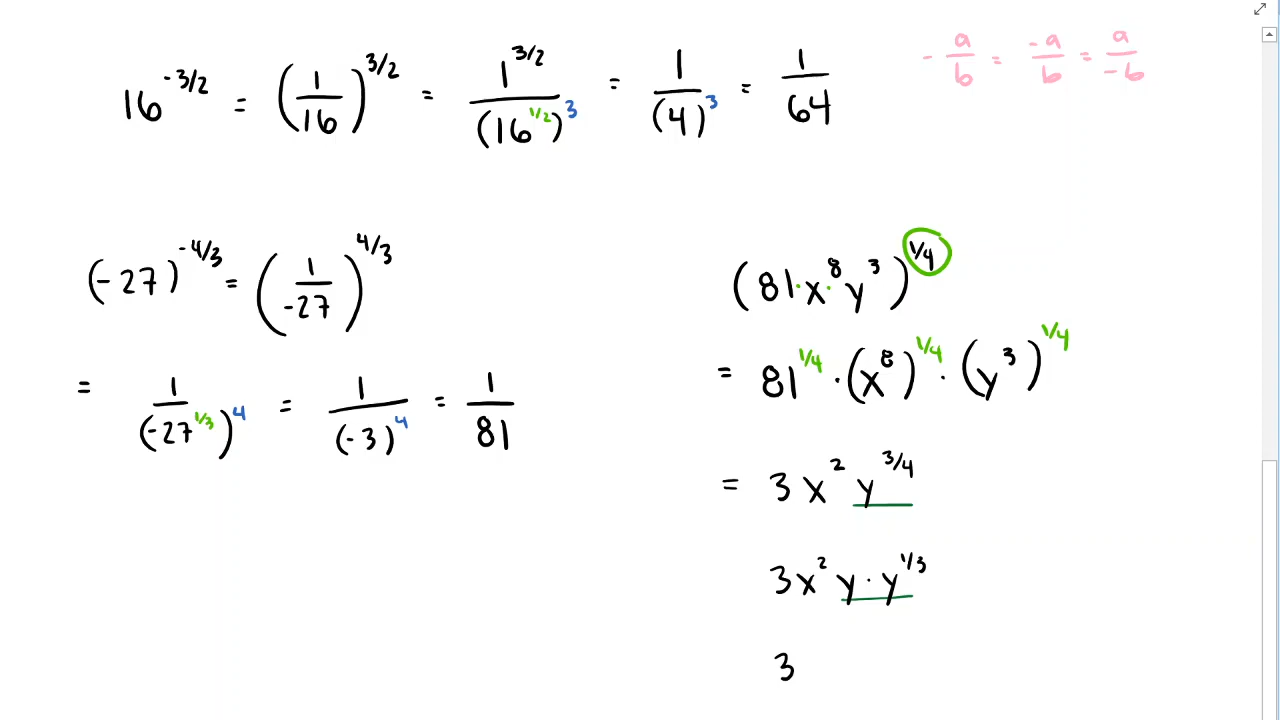 16^{-3/2} = (1/16)^{3/2} = 1^{3/2}/(16^{1/2})^3 = 1/(4)^3 = 1/64
- a/b = -a/b = a/-b
(-27)^{-4/3} = (1/-27)^{4/3}
= 1/(-27^{1/3})^4 = 1/(-3)^4 = 1/81
(81·x^8·y^3)^{1/4}
= 81^{1/4} · (x^8)^{1/4} · (y^3)^{1/4}
= 3x^2 y^{3/4}
3x^2 y · y^{1/3}
3